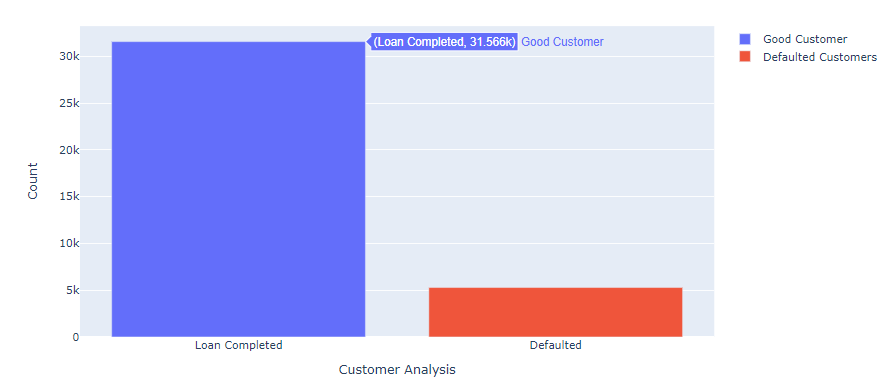 (Loan Completed, 31.566k) Good Customer
Good Customer
Defaulted Customers
30k
25k
20k
15k
10k
5k
0
Count
Loan Completed
Defaulted
Customer Analysis